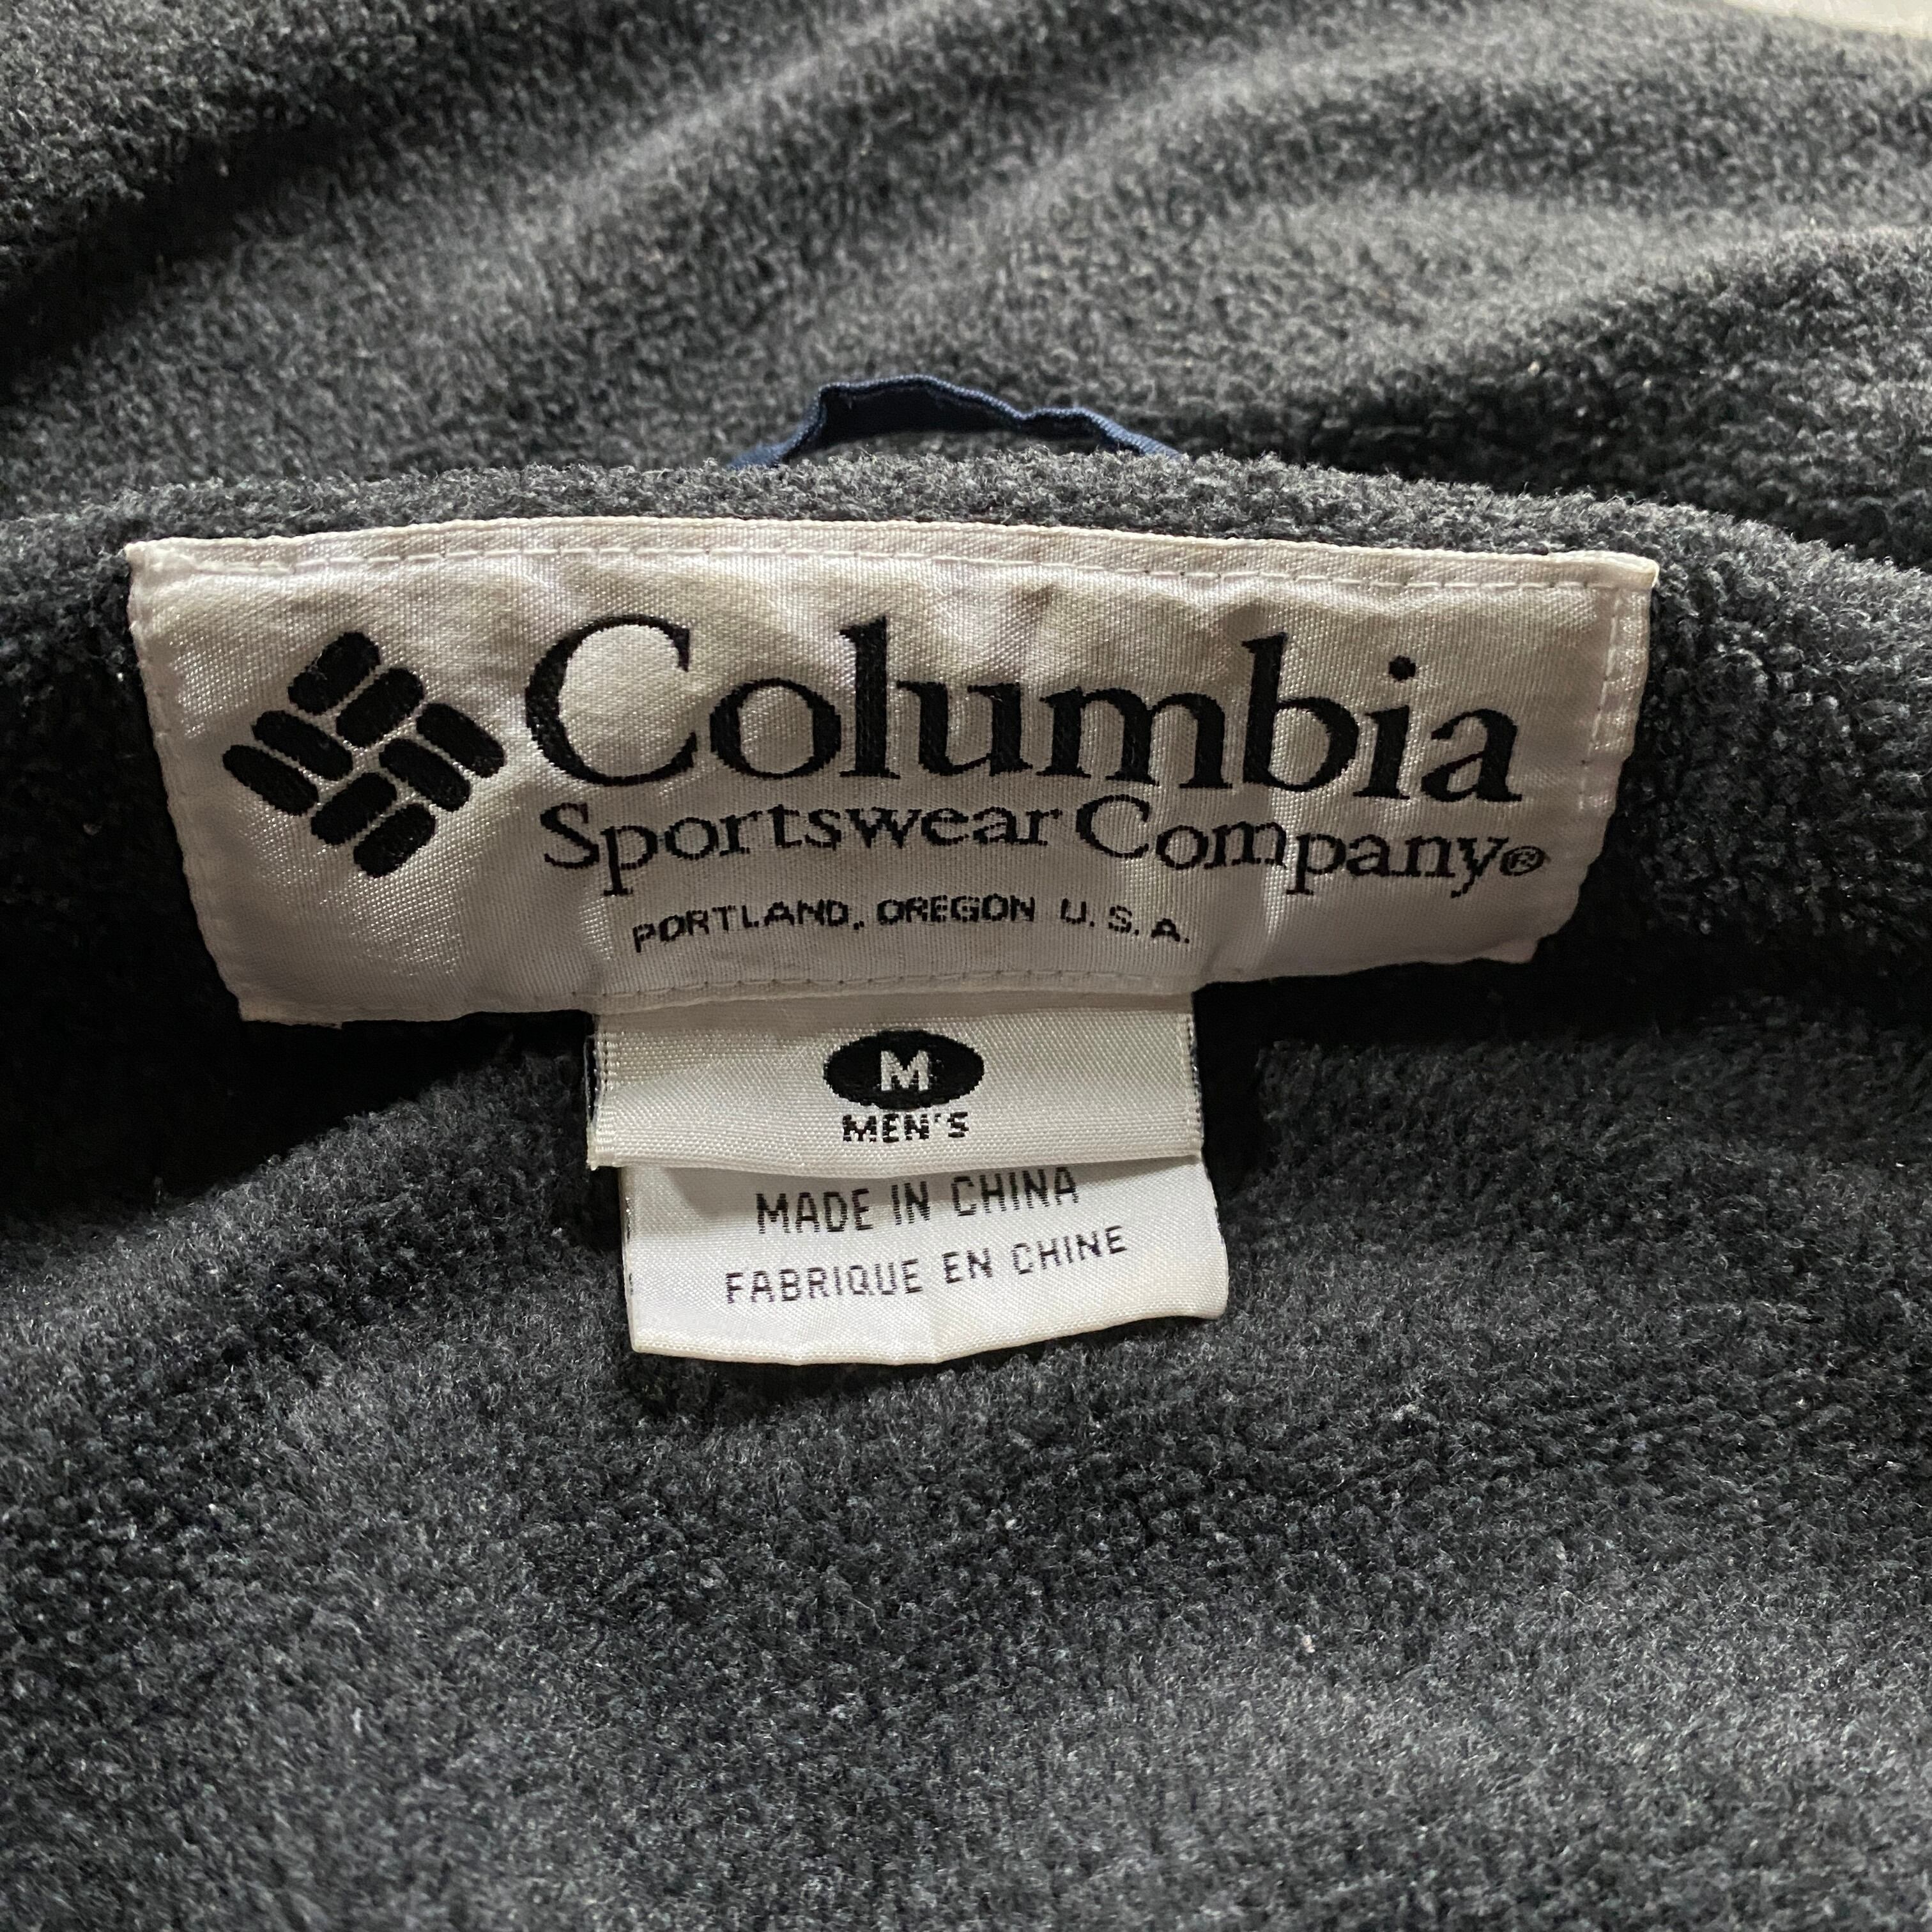 Columbia
Sportswear Company®
PORTLAND, OREGON U.S.A.
M
MEN'S
MADE IN CHINA
FABRIQUE EN CHINE